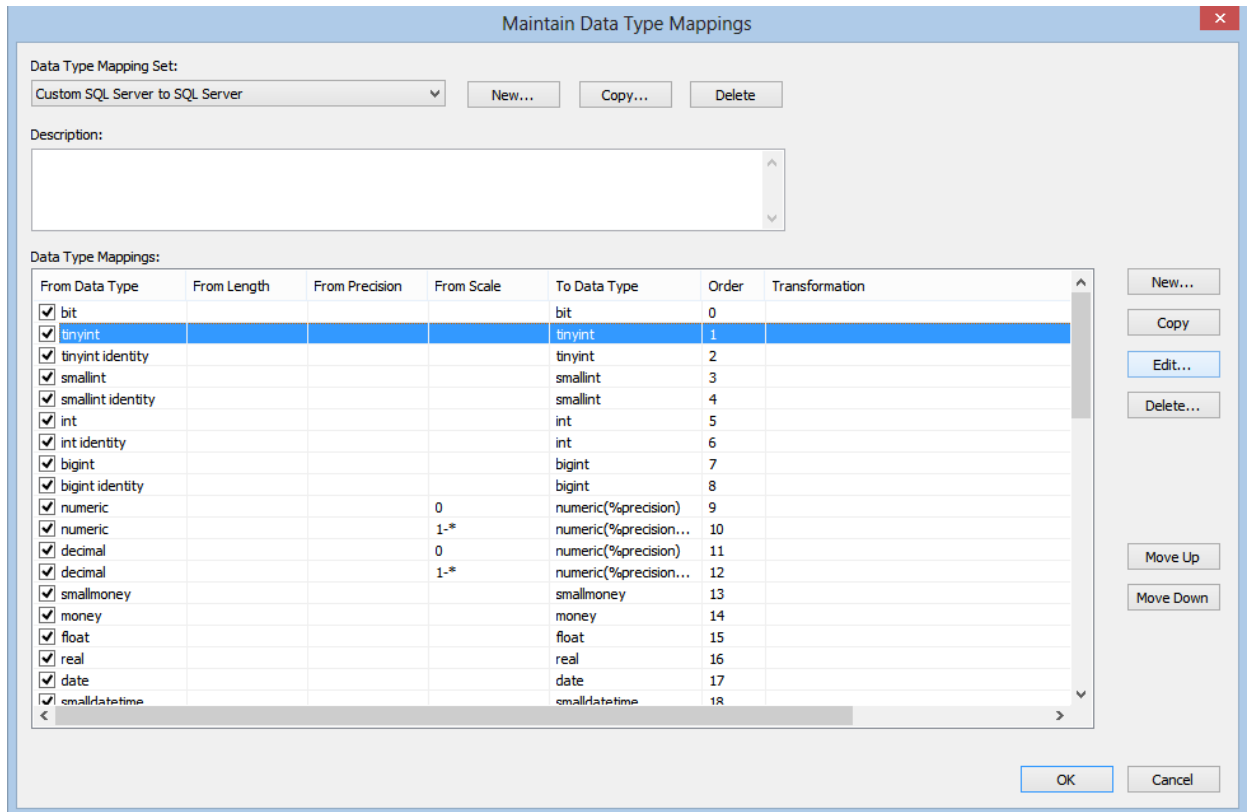 Maintain Data Type Mappings
Data Type Mapping Set:
Custom SQL Server to SQL Server New... Copy... Delete
Description:
Data Type Mappings:
From Data Type From Length From Precision From Scale To Data Type Order Transformation New...
bit bit 0
tinyint tinyint 1 Copy
tinyint identity tinyint 2 Edit...
smallint smallint 3
smallint identity smallint 4 Delete...
int int 5
int identity int 6
bigint bigint 7
bigint identity bigint 8
numeric 0 numeric(%precision) 9
numeric 1-* numeric(%precision... 10
decimal 0 numeric(%precision) 11
decimal 1-* numeric(%precision... 12 Move Up
smallmoney smallmoney 13 Move Down
money money 14
float float 15
real real 16
date date 17
smalldatetime smalldatetime 18
OK Cancel